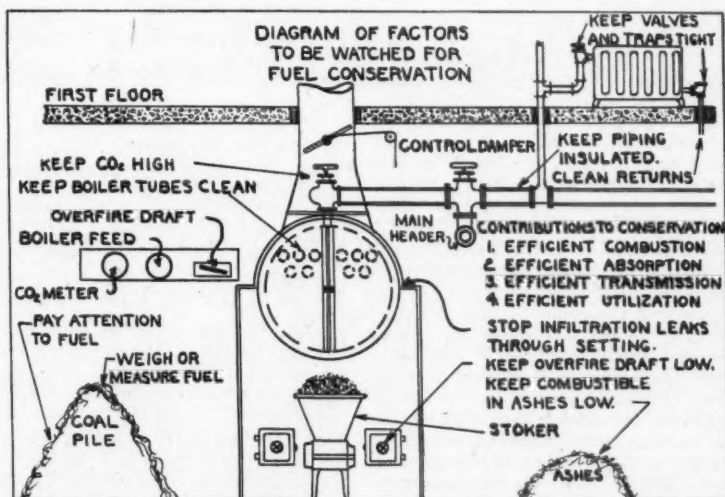 DIAGRAM OF FACTORS
TO BE WATCHED FOR
FUEL CONSERVATION
KEEP VALVES
AND TRAPS TIGHT
FIRST FLOOR
CONTROL DAMPER
KEEP PIPING
INSULATED.
CLEAN RETURNS
KEEP CO₂ HIGH
KEEP BOILER TUBES CLEAN
OVERFIRE DRAFT
BOILER FEED
CO₂ METER
MAIN
HEADER
CONTRIBUTIONS TO CONSERVATION
1. EFFICIENT COMBUSTION
2. EFFICIENT ABSORPTION
3. EFFICIENT TRANSMISSION
4. EFFICIENT UTILIZATION
PAY ATTENTION
TO FUEL
WEIGH OR
MEASURE FUEL
COAL
PILE
STOP INFILTRATION LEAKS
THROUGH SETTING.
KEEP OVERFIRE DRAFT LOW.
KEEP COMBUSTIBLE
IN ASHES LOW.
STOKER
ASHES